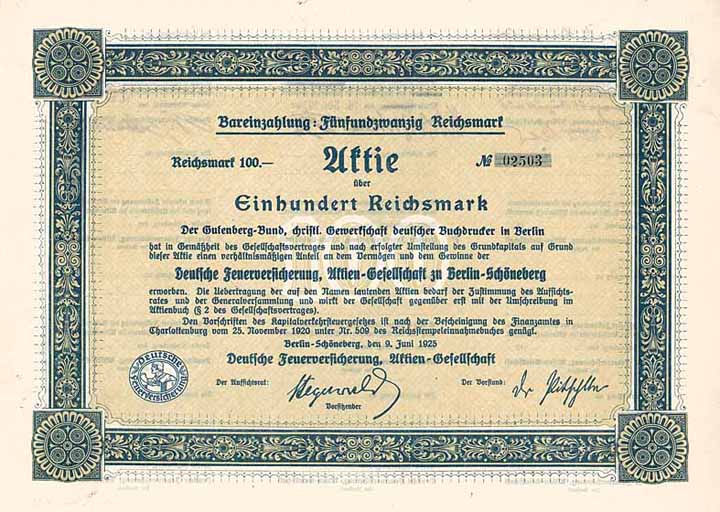 Bareinzahlung: Fünfundzwanzig Reichsmark
Reichsmark 100.— Aktie № 02503
über
Einhundert Reichsmark
Der Gutenberg-Bund, christl. Gewerkschaft deutscher Buchdrucker in Berlin
hat in Gemäßheit des Gesellschaftsvertrages und nach erfolgter Umstellung des Grundkapitals auf Grund
dieser Aktie einen verhältnismäßigen Anteil an dem Vermögen und dem Gewinne der
Deutsche Feuerversicherung, Aktien-Gesellschaft zu Berlin-Schöneberg
erworben. Die Uebertragung der auf den Namen lautenden Aktien bedarf der Zustimmung des Aufsichts-
rates und der Generalversammlung und wirkt der Gesellschaft gegenüber erst mit der Umschreibung im
Aktienbuch (§ 2 des Gesellschaftsvertrages).
Den Vorschriften des Kapitalverkehrsteuergesetzes ist nach der Bescheinigung des Finanzamtes in
Charlottenburg vom 25. November 1920 unter Nr. 509 des Reichsstempeleinnahmebuches genügt.
Berlin-Schöneberg, den 9. Juni 1925
Deutsche Feuerversicherung, Aktien-Gesellschaft
Deutsche Feuerversicherung
Der Aufsichtsrat: Stegerwald Der Vorstand: Dr
Vorsitzender
100